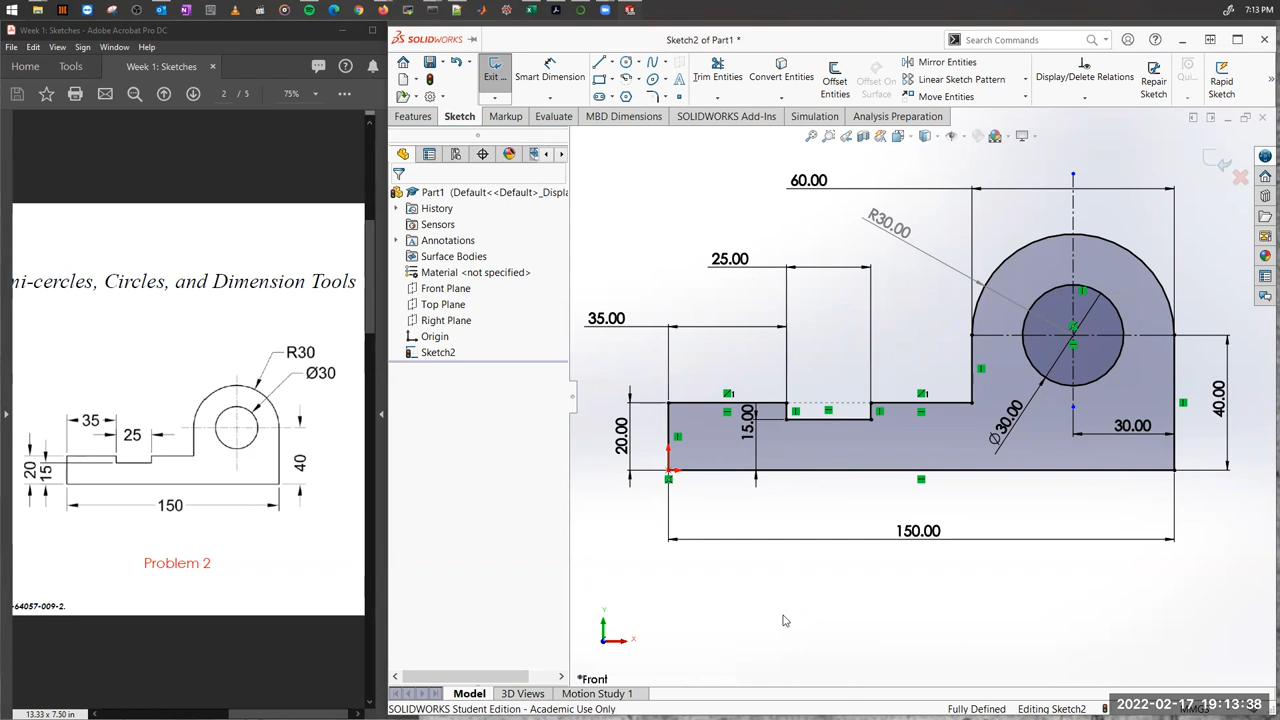 7:13 PM
Week 1: Sketches - Adobe Acrobat Pro DC
File Edit View Sign Window Help
Home Tools Week 1: Sketches
2 / 5 75%
ni-cercles, Circles, and Dimension Tools
R30
Ø30
35
25
20
15
40
150
Problem 2
-64057-009-2.
13.33 x 7.50 in
SOLIDWORKS
Sketch2 of Part1 *
Search Commands
Exit ...
Smart Dimension
Trim Entities
Convert Entities
Offset Entities
Offset On Surface
Mirror Entities
Linear Sketch Pattern
Move Entities
Display/Delete Relations
Repair Sketch
Qui...
Rapid Sketch
Features Sketch Markup Evaluate MBD Dimensions SOLIDWORKS Add-Ins Simulation Analysis Preparation
Part1 (Default<<Default>_Displa
History
Sensors
Annotations
Surface Bodies
Material <not specified>
Front Plane
Top Plane
Right Plane
Origin
Sketch2
60.00
R30.00
25.00
35.00
20.00
15.00
Ø30.00
30.00
40.00
150.00
Y
X
*Front
Model 3D Views Motion Study 1
SOLIDWORKS Student Edition - Academic Use Only
Fully Defined Editing Sketch2
2022-02-17 19:13:38